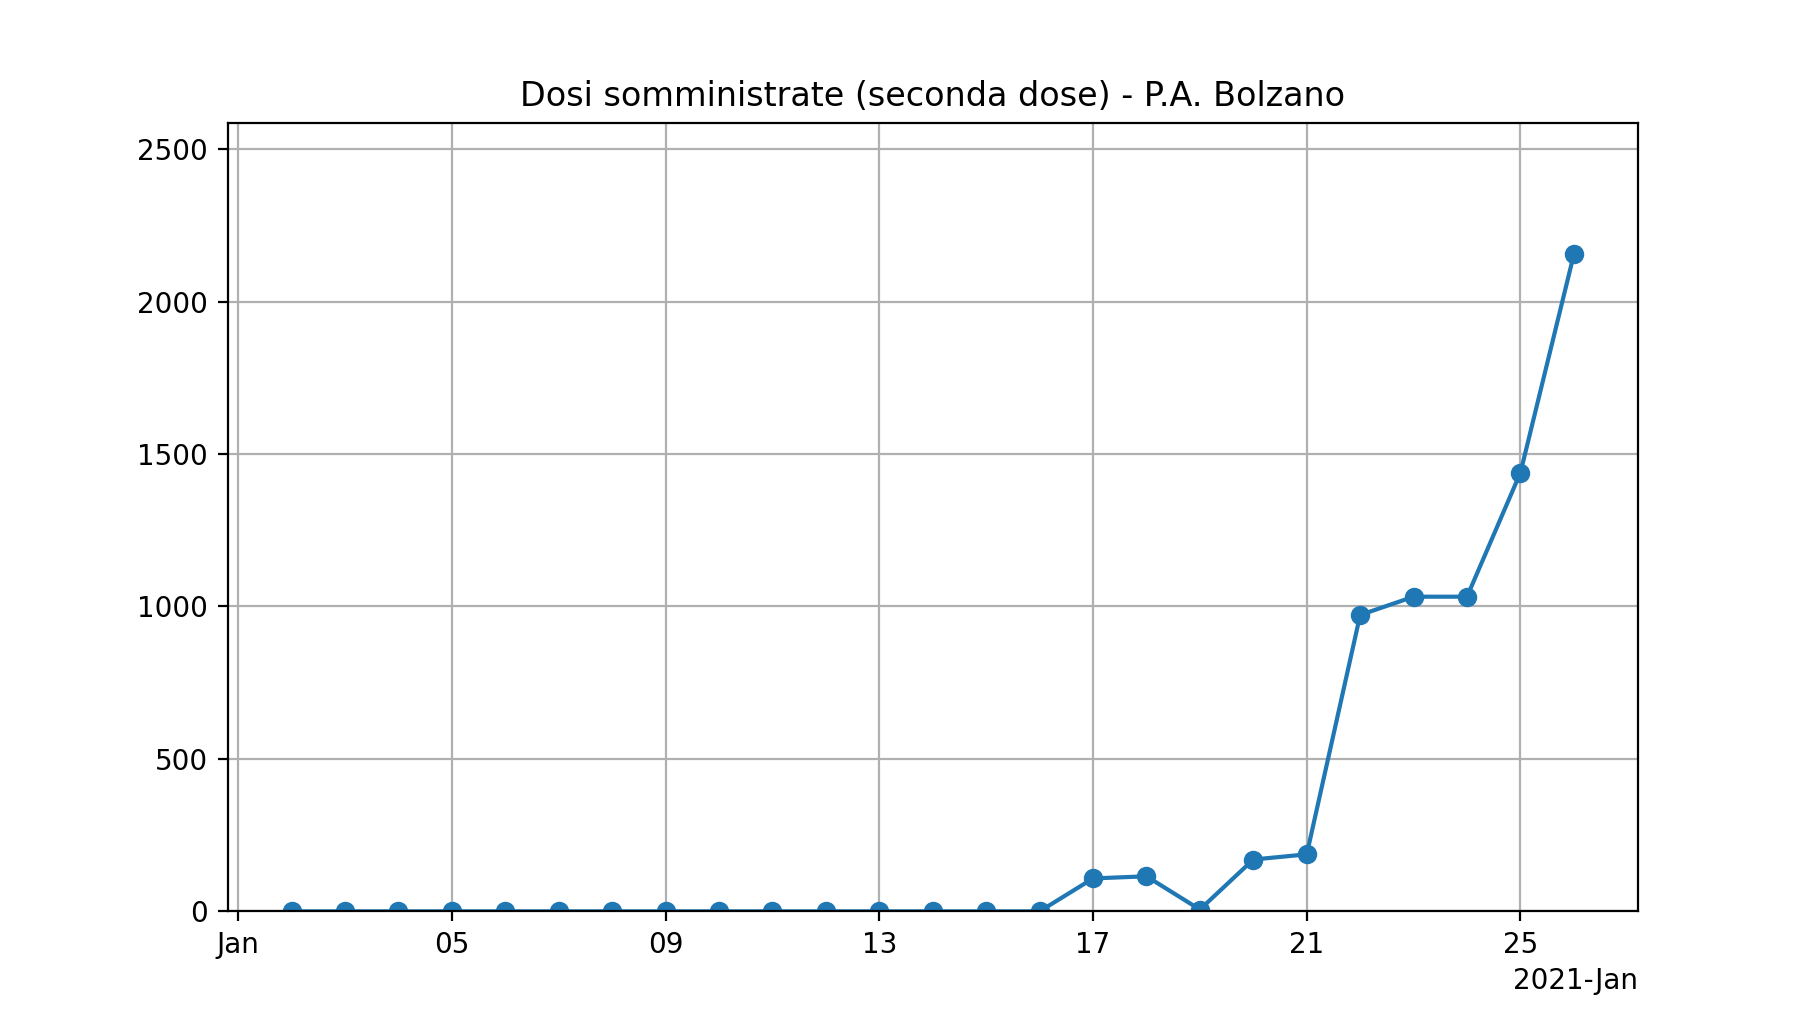 Dosi somministrate (seconda dose) - P.A. Bolzano
2500
2000
1500
1000
500
0
Jan 05 09 13 17 21 25
2021-Jan